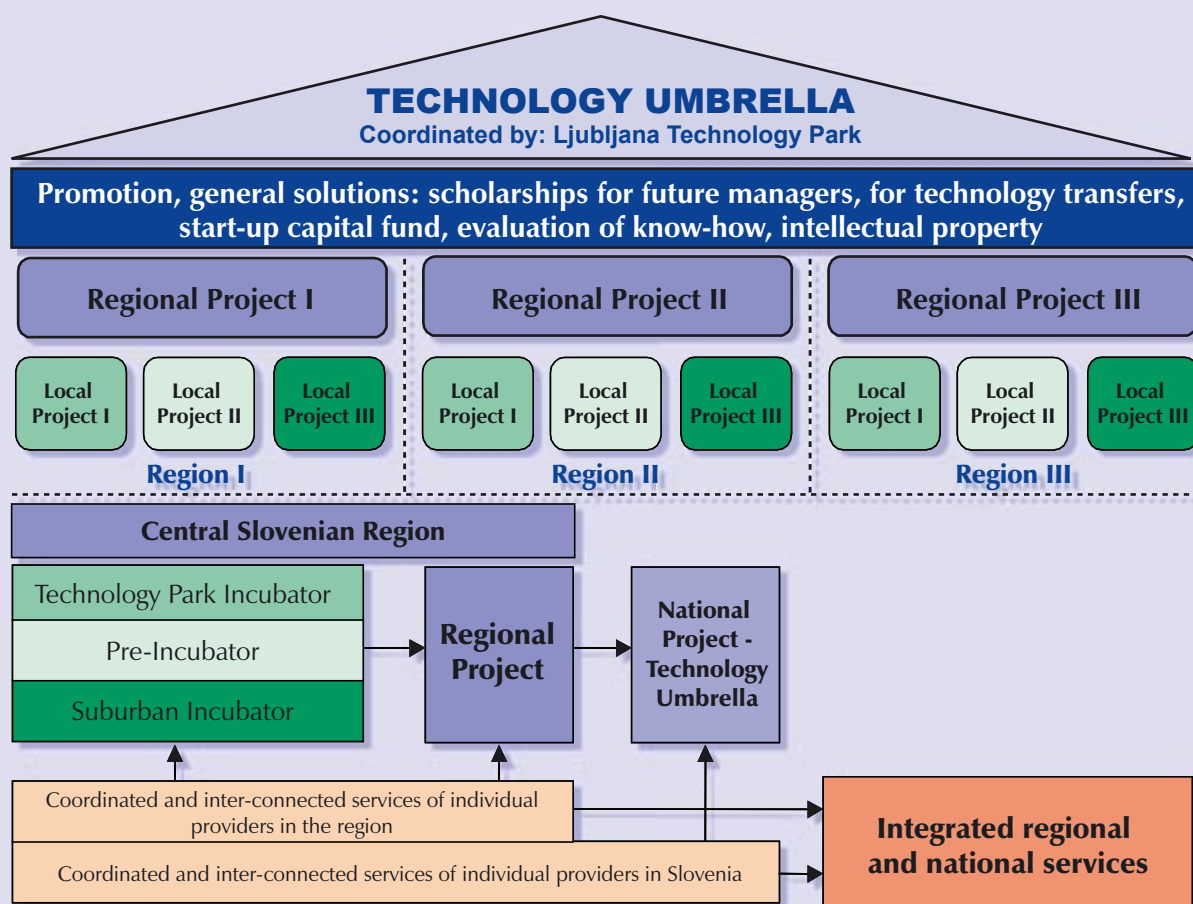 TECHNOLOGY UMBRELLA
Coordinated by: Ljubljana Technology Park
Promotion, general solutions: scholarships for future managers, for technology transfers,
start-up capital fund, evaluation of know-how, intellectual property
Regional Project I
Regional Project II
Regional Project III
Local
Project I
Local
Project II
Local
Project III
Local
Project I
Local
Project II
Local
Project III
Local
Project I
Local
Project II
Local
Project III
Region I
Region II
Region III
Central Slovenian Region
Technology Park Incubator
Pre-Incubator
Suburban Incubator
Regional
Project
National
Project -
Technology
Umbrella
Coordinated and inter-connected services of individual
providers in the region
Coordinated and inter-connected services of individual providers in Slovenia
Integrated regional
and national services